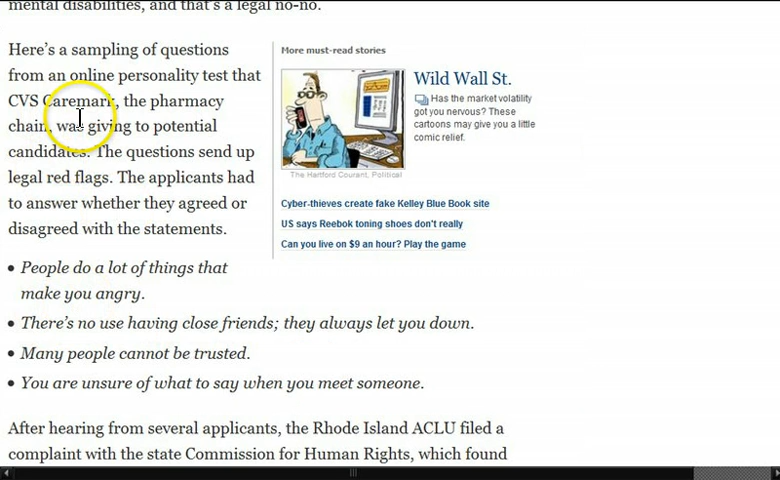 mental disabilities, and that's a legal no-no.
Here's a sampling of questions
from an online personality test that
CVS Caremark, the pharmacy
chain, was giving to potential
candidates. The questions send up
legal red flags. The applicants had
to answer whether they agreed or
disagreed with the statements.
More must-read stories
Wild Wall St.
Has the market volatility
got you nervous? These
cartoons may give you a little
comic relief.
The Hartford Courant, Political
Cyber-thieves create fake Kelley Blue Book site
US says Reebok toning shoes don't really
Can you live on $9 an hour? Play the game
• People do a lot of things that
make you angry.
• There's no use having close friends; they always let you down.
• Many people cannot be trusted.
• You are unsure of what to say when you meet someone.
After hearing from several applicants, the Rhode Island ACLU filed a
complaint with the state Commission for Human Rights, which found